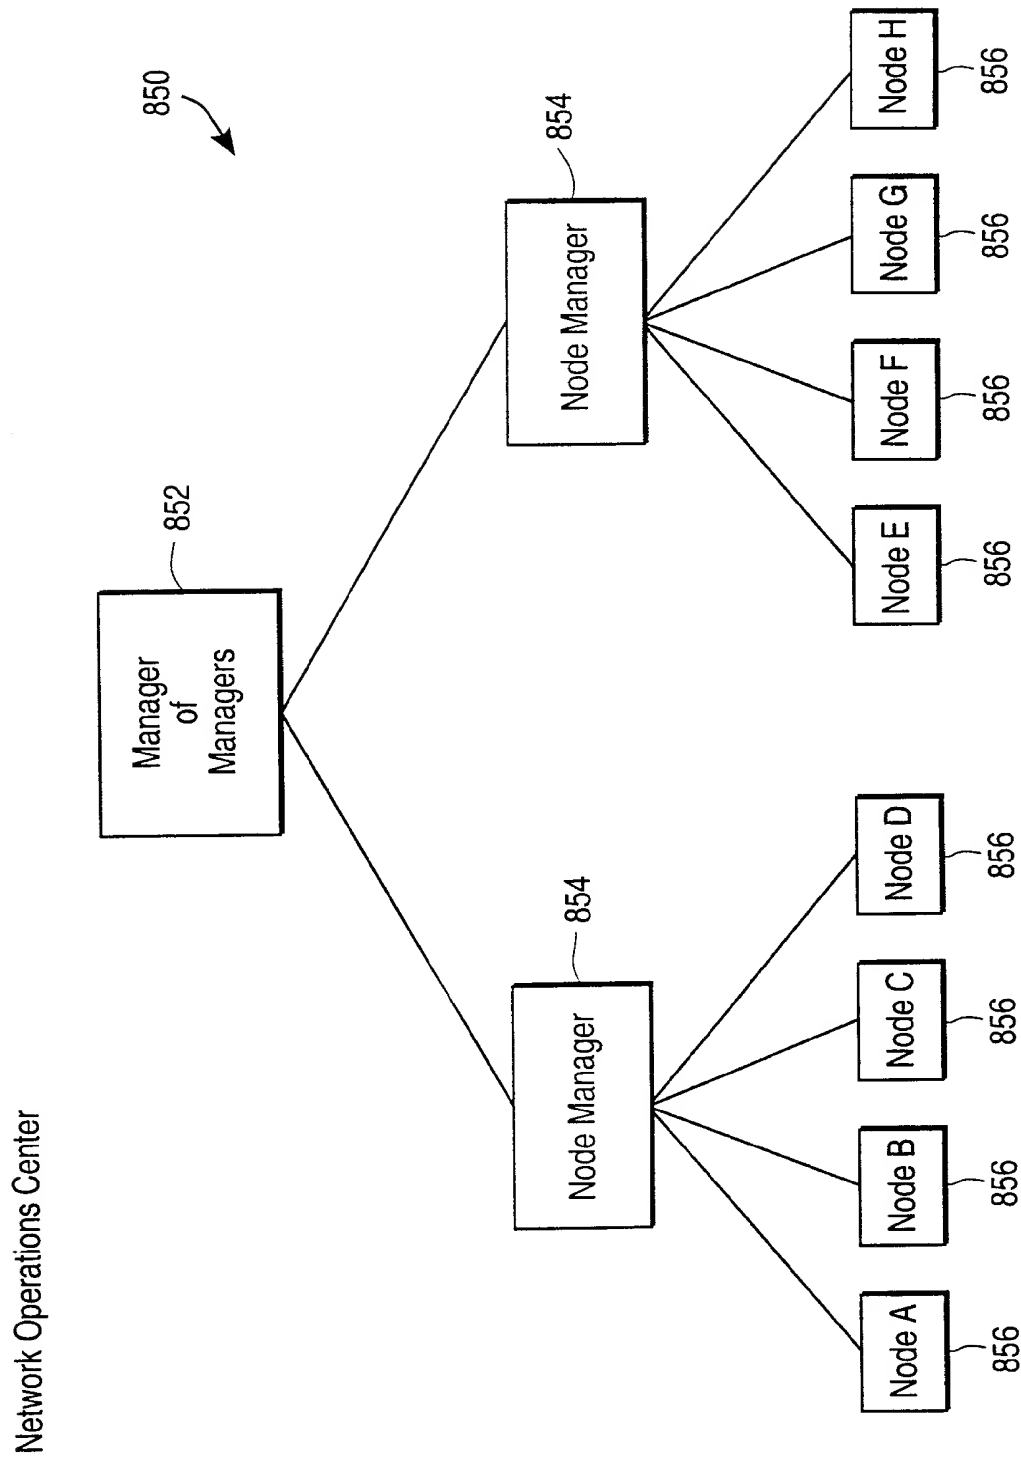 Network Operations Center
850
Manager
of
Managers
852
Node Manager
854
Node Manager
854
Node A
Node B
Node C
Node D
Node E
Node F
Node G
Node H
856
856
856
856
856
856
856
856